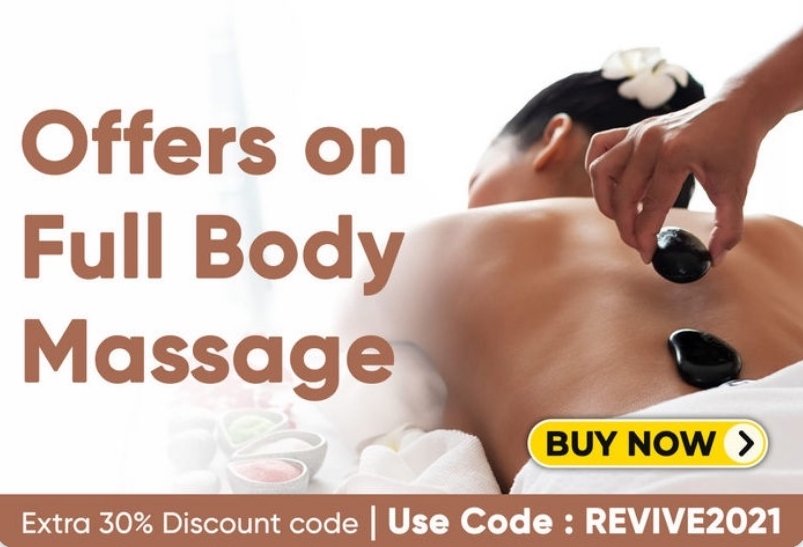 Offers on
Full Body
Massage
BUY NOW
Extra 30% Discount code | Use Code : REVIVE2021